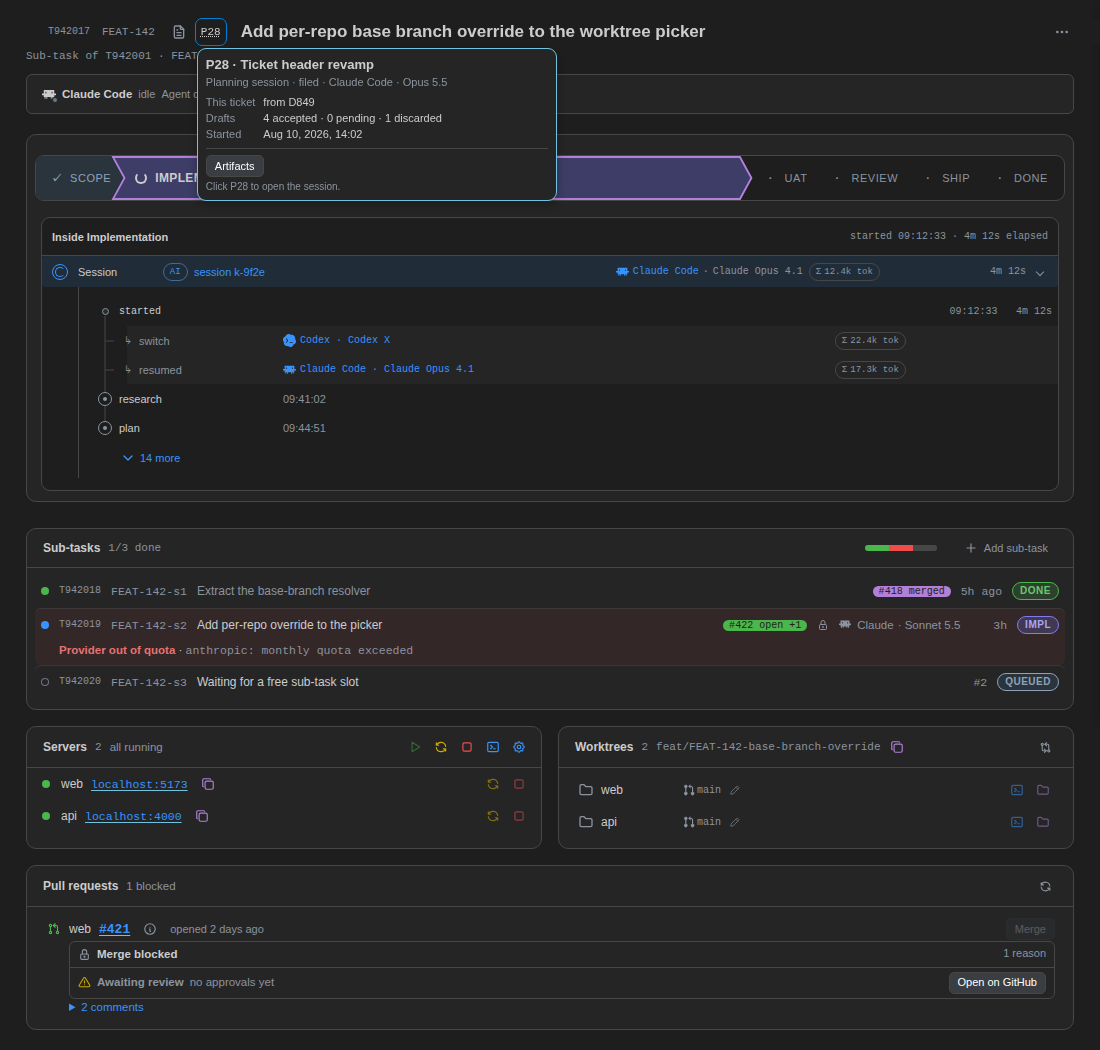 T942017 FEAT-142 P28 Add per-repo base branch override to the worktree picker
Sub-task of T942001 · FEAT
P28 · Ticket header revamp
Planning session · filed · Claude Code · Opus 5.5
This ticket from D849
Drafts 4 accepted · 0 pending · 1 discarded
Started Aug 10, 2026, 14:02
Artifacts
Click P28 to open the session.
Claude Code idle Agent
✓ SCOPE IMPLEM · UAT · REVIEW · SHIP · DONE
Inside Implementation started 09:12:33 · 4m 12s elapsed
Session AI session k-9f2e Claude Code · Claude Opus 4.1 Σ 12.4k tok 4m 12s
started 09:12:33 4m 12s
↳ switch Codex · Codex X Σ 22.4k tok
↳ resumed Claude Code · Claude Opus 4.1 Σ 17.3k tok
research 09:41:02
plan 09:44:51
14 more
Sub-tasks 1/3 done Add sub-task
T942018 FEAT-142-s1 Extract the base-branch resolver #418 merged 5h ago DONE
T942019 FEAT-142-s2 Add per-repo override to the picker #422 open +1 Claude · Sonnet 5.5 3h IMPL
Provider out of quota · anthropic: monthly quota exceeded
T942020 FEAT-142-s3 Waiting for a free sub-task slot #2 QUEUED
Servers 2 all running
web localhost:5173
api localhost:4000
Worktrees 2 feat/FEAT-142-base-branch-override
web main
api main
Pull requests 1 blocked
web #421 opened 2 days ago Merge
Merge blocked 1 reason
Awaiting review no approvals yet Open on GitHub
2 comments